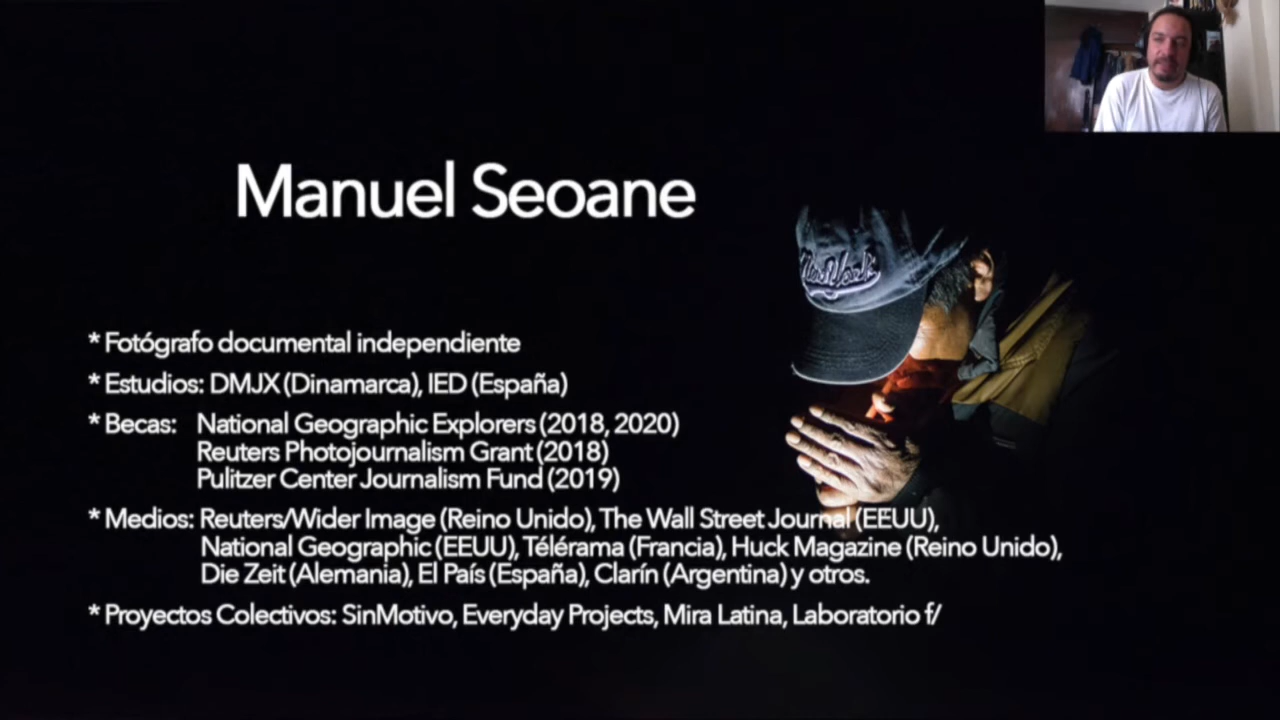 Manuel Seoane
New York
* Fotógrafo documental independiente
* Estudios: DMJX (Dinamarca), IED (España)
* Becas: National Geographic Explorers (2018, 2020)
Reuters Photojournalism Grant (2018)
Pulitzer Center Journalism Fund (2019)
* Medios: Reuters/Wider Image (Reino Unido), The Wall Street Journal (EEUU),
National Geographic (EEUU), Télérama (Francia), Huck Magazine (Reino Unido),
Die Zeit (Alemania), El País (España), Clarín (Argentina) y otros.
* Proyectos Colectivos: SinMotivo, Everyday Projects, Mira Latina, Laboratorio f/